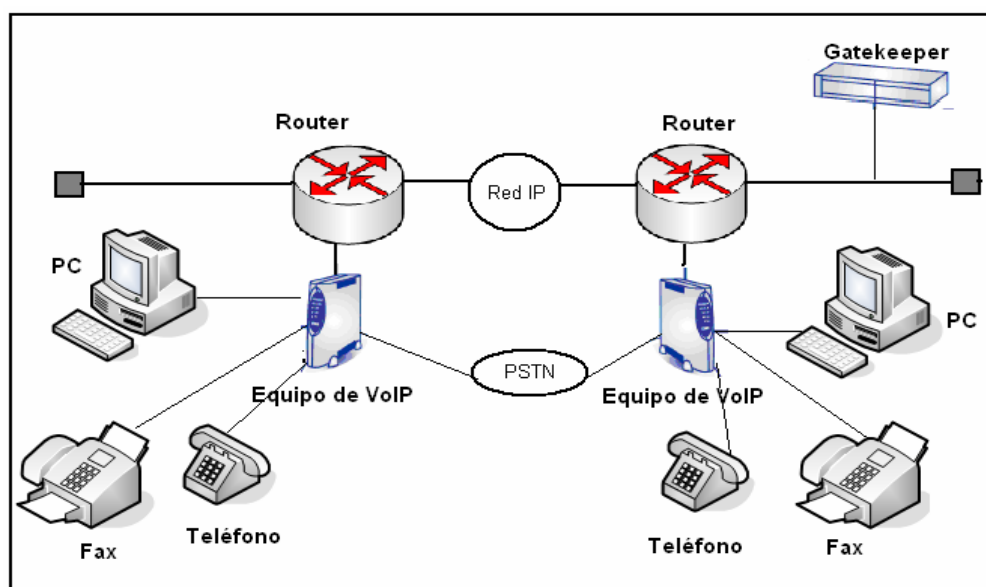 Gatekeeper
Router
Router
Red IP
PC
PC
PSTN
Equipo de VoIP
Equipo de VoIP
Fax
Teléfono
Teléfono
Fax